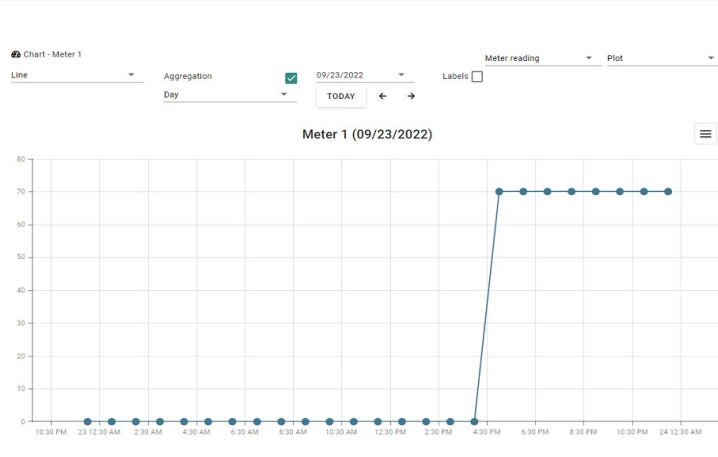 Chart - Meter 1
Meter reading
Plot
Line
Aggregation
09/23/2022
Labels
Day
TODAY
Meter 1 (09/23/2022)
80
70
60
50
40
30
20
10
0
10:30 PM 23 12:30 AM 2:30 AM 4:30 AM 6:30 AM 8:30 AM 10:30 AM 12:30 PM 2:30 PM 4:30 PM 6:30 PM 8:30 PM 10:30 PM 24 12:30 AM